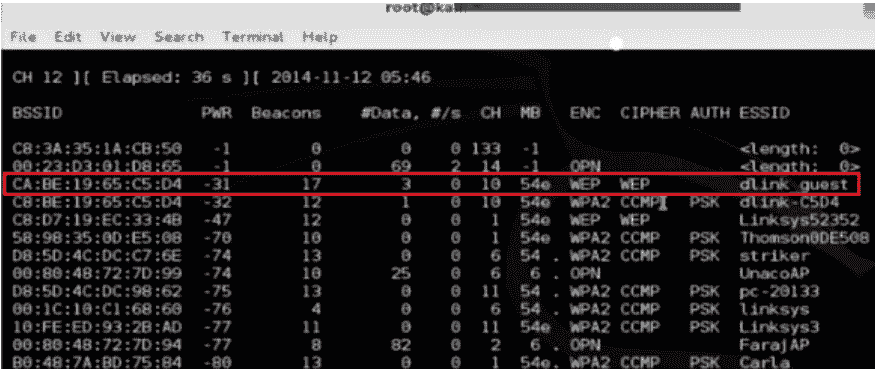 root@kali:~
File Edit View Search Terminal Help
CH 12 ][ Elapsed: 36 s ][ 2014-11-12 05:46
BSSID PWR Beacons #Data, #/s CH MB ENC CIPHER AUTH ESSID
C8:3A:35:1A:CB:50 -1 0 0 0 133 -1 <length: 0>
00:23:D3:01:D8:65 -1 0 69 2 14 -1 OPN <length: 0>
CA:BE:19:65:C5:D4 -31 17 3 0 10 54e WEP WEP dlink_guest
C8:BE:19:65:C5:D4 -32 12 1 0 10 54e WPA2 CCMP PSK dlink-C5D4
C8:D7:19:EC:33:4B -47 12 0 0 1 54e WEP WEP Linksys52352
58:98:35:0D:E5:08 -70 10 0 0 1 54e WPA2 CCMP PSK Thomson0DE508
D8:5D:4C:DC:C7:6E -74 13 0 0 6 54 . WPA2 CCMP PSK striker
00:80:48:72:7D:99 -74 10 25 0 6 6 . OPN UnacoAP
D8:5D:4C:DC:98:62 -75 13 0 0 11 54 . WPA2 CCMP PSK pc-20133
00:1C:10:C1:68:60 -76 4 0 0 6 54 . WPA2 CCMP PSK linksys
10:FE:ED:93:2B:AD -77 11 0 0 11 54e WPA2 CCMP PSK Linksys3
00:80:48:72:7D:94 -77 8 82 0 2 6 . OPN FarajAP
B0:48:7A:BD:75:84 -80 13 0 0 1 54e. WPA2 CCMP PSK Carla